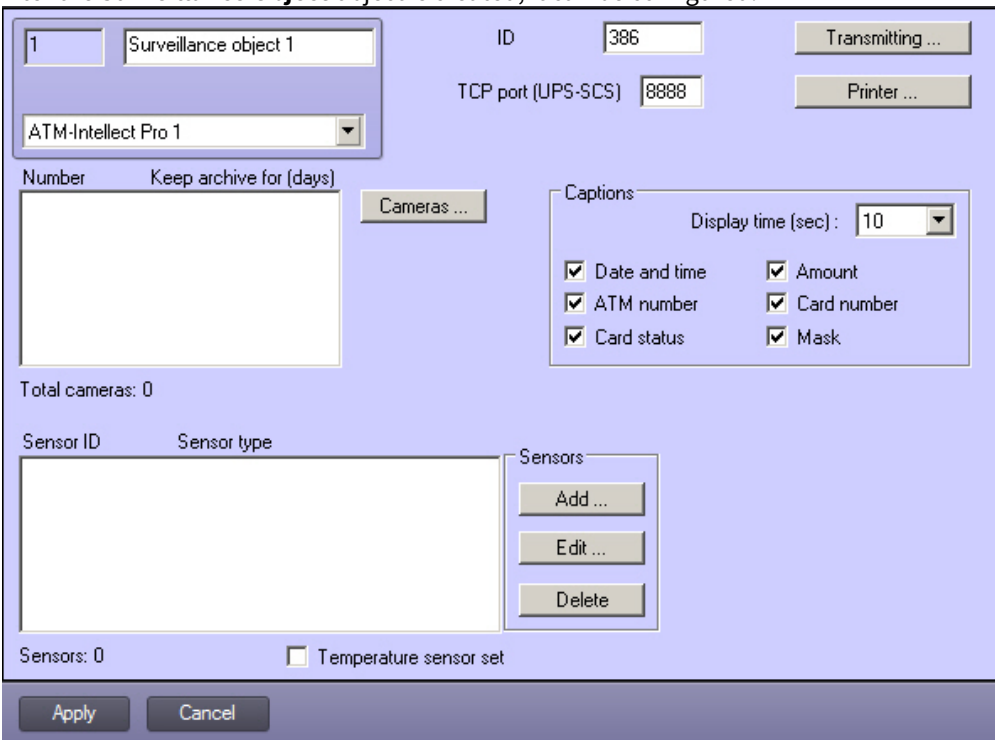 1 Surveillance object 1 ID 386 Transmitting ...
TCP port (UPS-SCS) 8888 Printer ...
ATM-Intellect Pro 1
Number Keep archive for (days)
Cameras ...
Captions
Display time (sec) : 10
Date and time Amount
ATM number Card number
Card status Mask
Total cameras: 0
Sensor ID Sensor type
Sensors
Add ...
Edit ...
Delete
Sensors: 0 Temperature sensor set
Apply Cancel